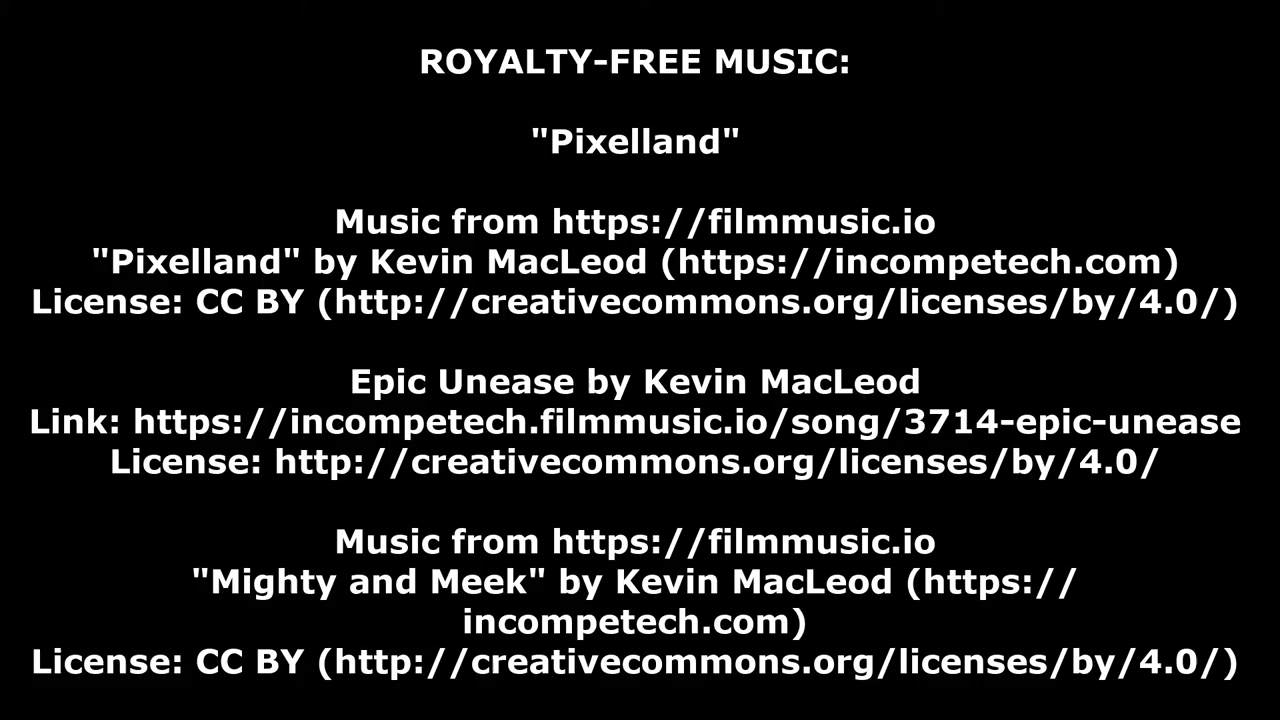 ROYALTY-FREE MUSIC:
"Pixelland"
Music from https://filmmusic.io
"Pixelland" by Kevin MacLeod (https://incompetech.com)
License: CC BY (http://creativecommons.org/licenses/by/4.0/)
Epic Unease by Kevin MacLeod
Link: https://incompetech.filmmusic.io/song/3714-epic-unease
License: http://creativecommons.org/licenses/by/4.0/
Music from https://filmmusic.io
"Mighty and Meek" by Kevin MacLeod (https://
incompetech.com)
License: CC BY (http://creativecommons.org/licenses/by/4.0/)